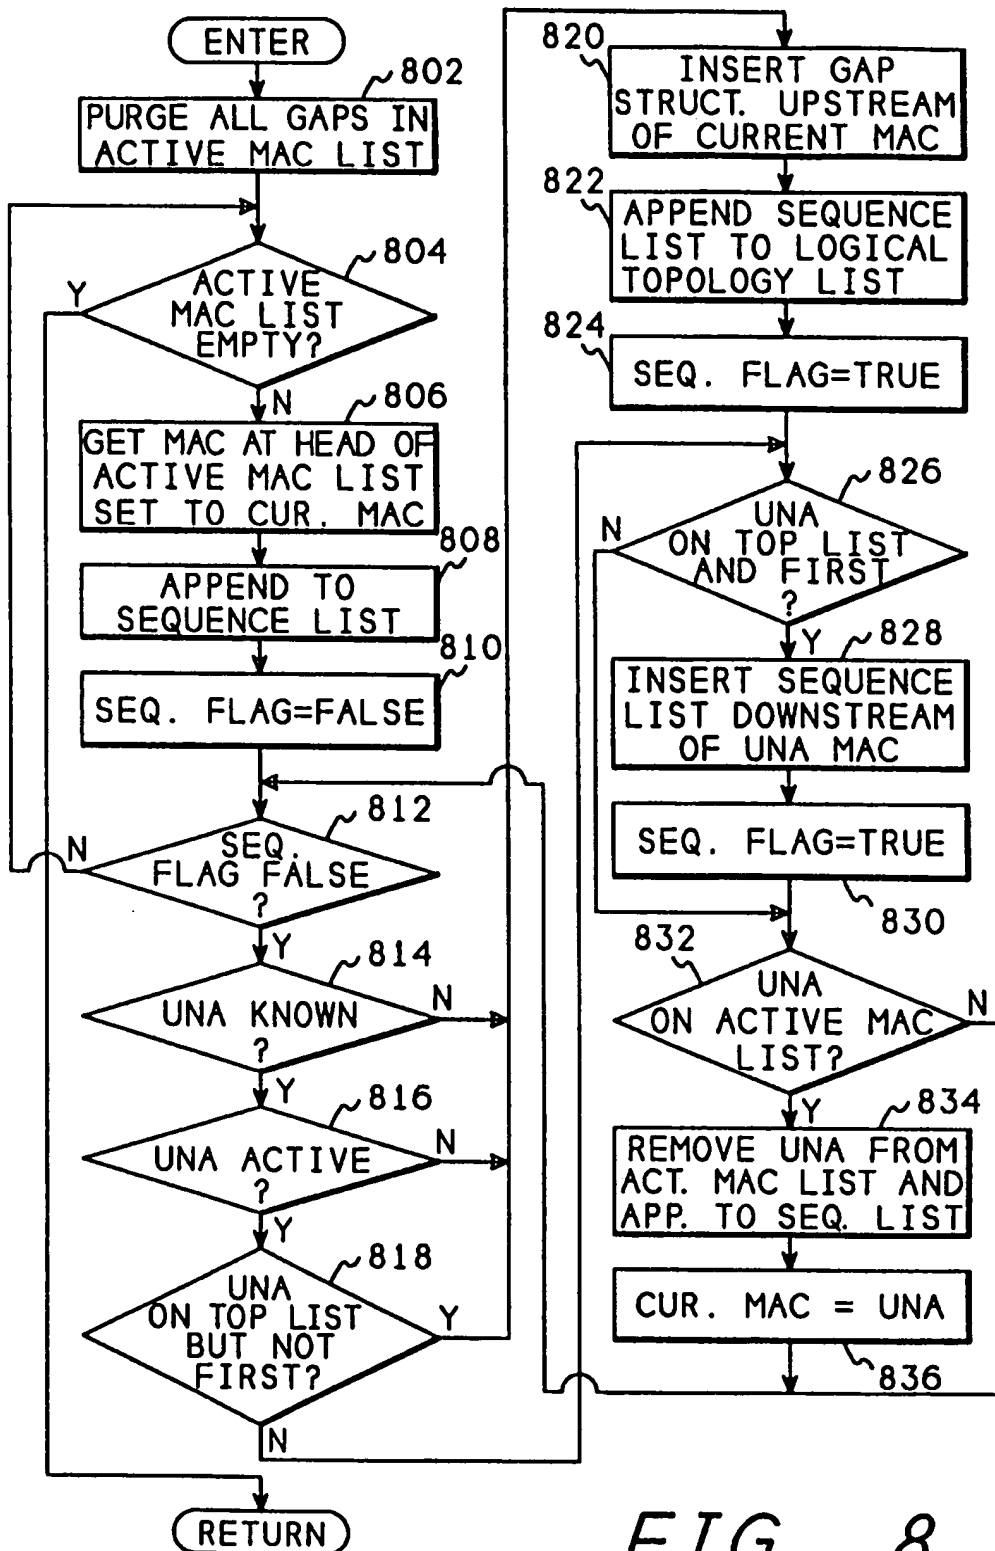 ENTER
802
PURGE ALL GAPS IN
ACTIVE MAC LIST
804
ACTIVE
MAC LIST
EMPTY?
Y
N
806
GET MAC AT HEAD OF
ACTIVE MAC LIST
SET TO CUR. MAC
808
APPEND TO
SEQUENCE LIST
810
SEQ. FLAG=FALSE
812
SEQ.
FLAG FALSE
?
N
Y
814
UNA KNOWN
?
N
Y
816
UNA ACTIVE
?
N
Y
818
UNA
ON TOP LIST
BUT NOT
FIRST?
Y
N
RETURN
820
INSERT GAP
STRUCT. UPSTREAM
OF CURRENT MAC
822
APPEND SEQUENCE
LIST TO LOGICAL
TOPOLOGY LIST
824
SEQ. FLAG=TRUE
826
UNA
ON TOP LIST
AND FIRST
?
N
Y
828
INSERT SEQUENCE
LIST DOWNSTREAM
OF UNA MAC
SEQ. FLAG=TRUE
830
832
UNA
ON ACTIVE MAC
LIST?
N
Y
834
REMOVE UNA FROM
ACT. MAC LIST AND
APP. TO SEQ. LIST
CUR. MAC = UNA
836
FIG. 8